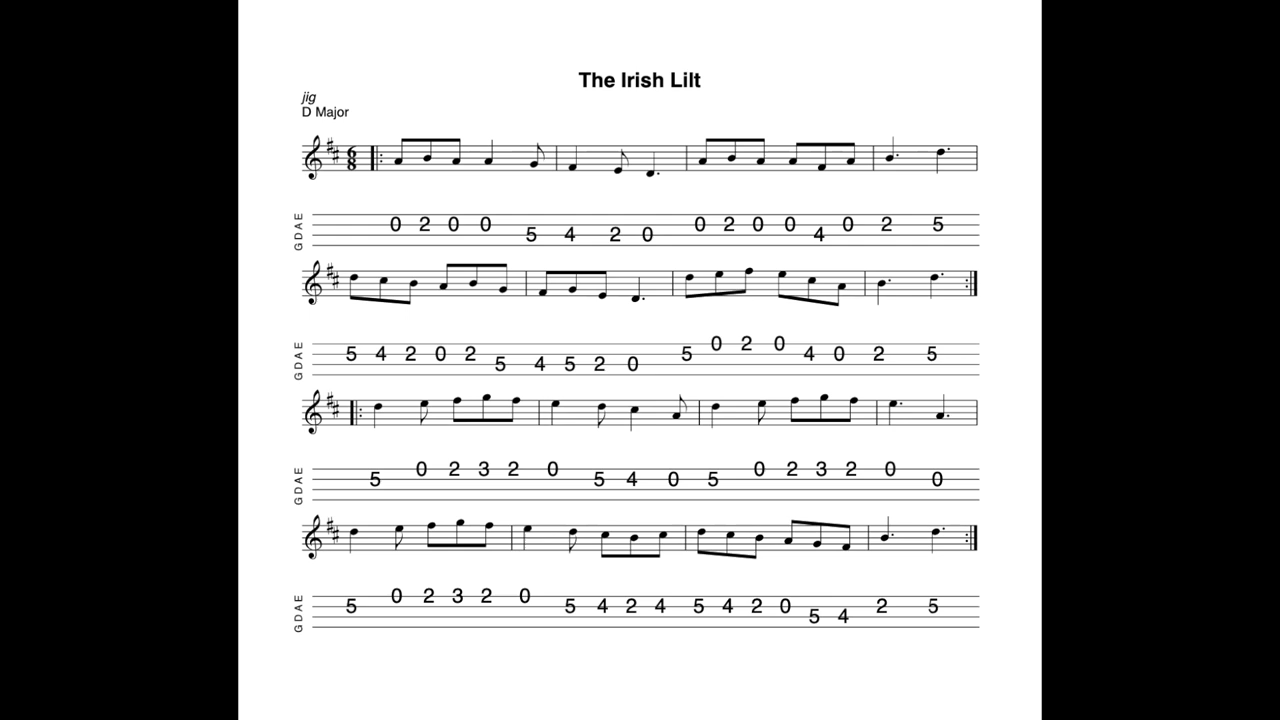 The Irish Lilt
jig
D Major
6
8
0 2 0 0 5 4 2 0 0 2 0 0 4 0 2 5
G D A E
5 4 2 0 2 5 4 5 2 0 5 0 2 0 4 0 2 5
G D A E
5 0 2 3 2 0 5 4 0 5 0 2 3 2 0 0
G D A E
5 0 2 3 2 0 5 4 2 4 5 4 2 0 5 4 2 5
G D A E